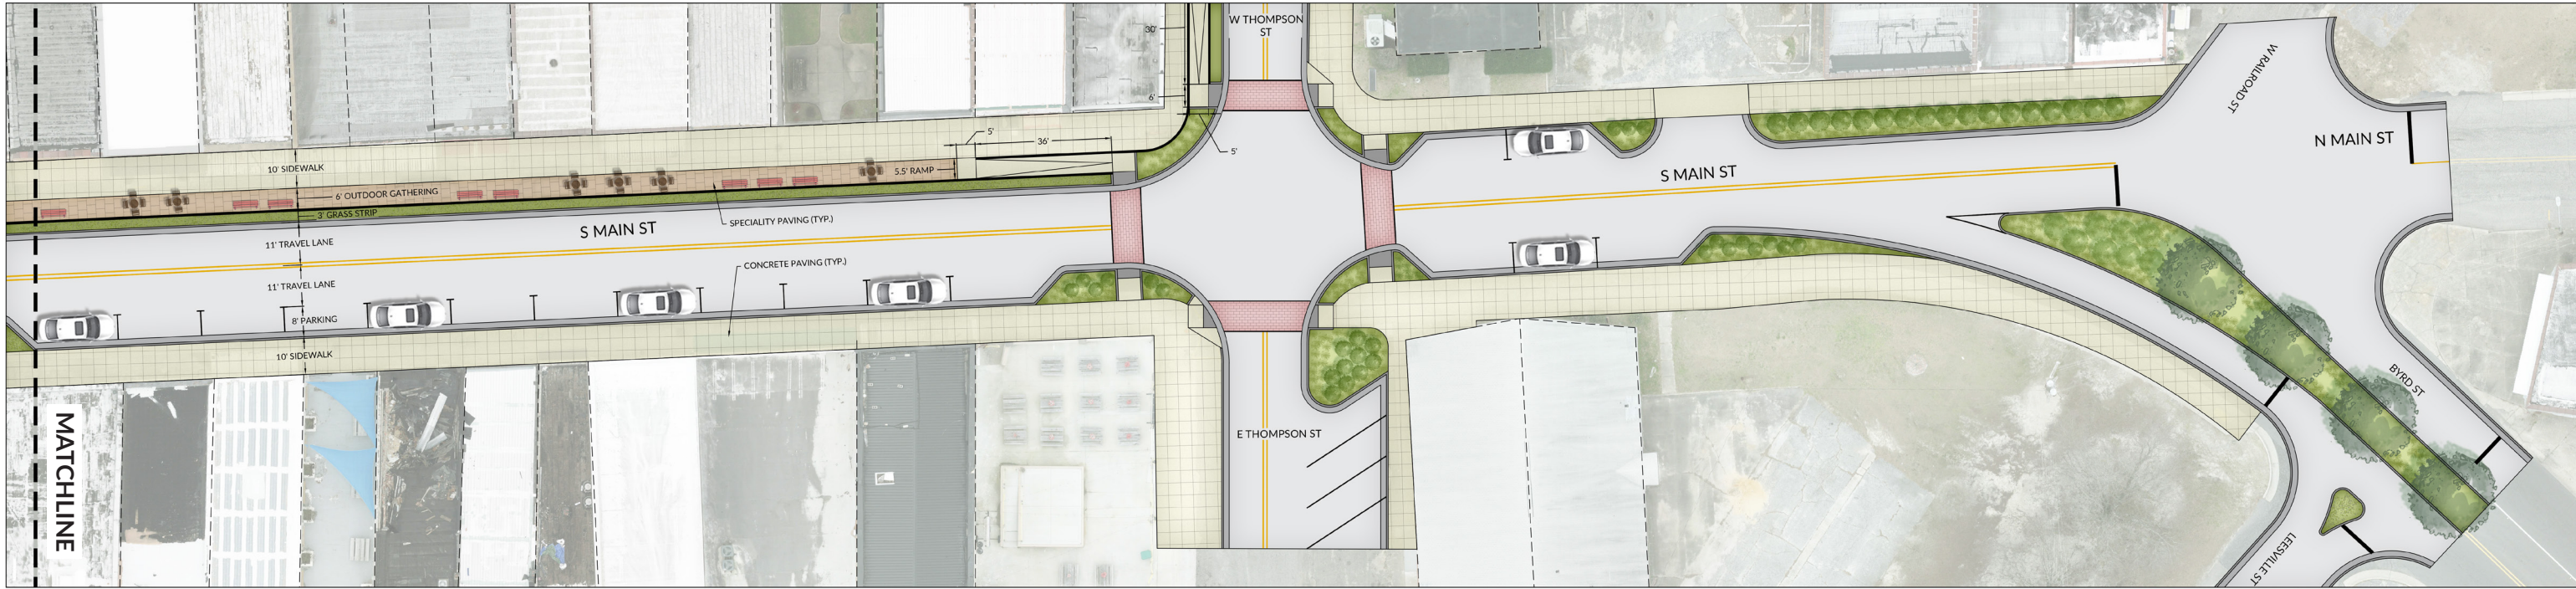 W THOMPSON
ST
30'
6'
5'
5'
36'
5.5' RAMP
10' SIDEWALK
6' OUTDOOR GATHERING
3' GRASS STRIP
11' TRAVEL LANE
S MAIN ST
SPECIALITY PAVING (TYP.)
CONCRETE PAVING (TYP.)
11' TRAVEL LANE
8' PARKING
10' SIDEWALK
MATCHLINE
S MAIN ST
W RAILROAD ST
N MAIN ST
BYRD ST
E THOMPSON ST
LEESVILLE ST